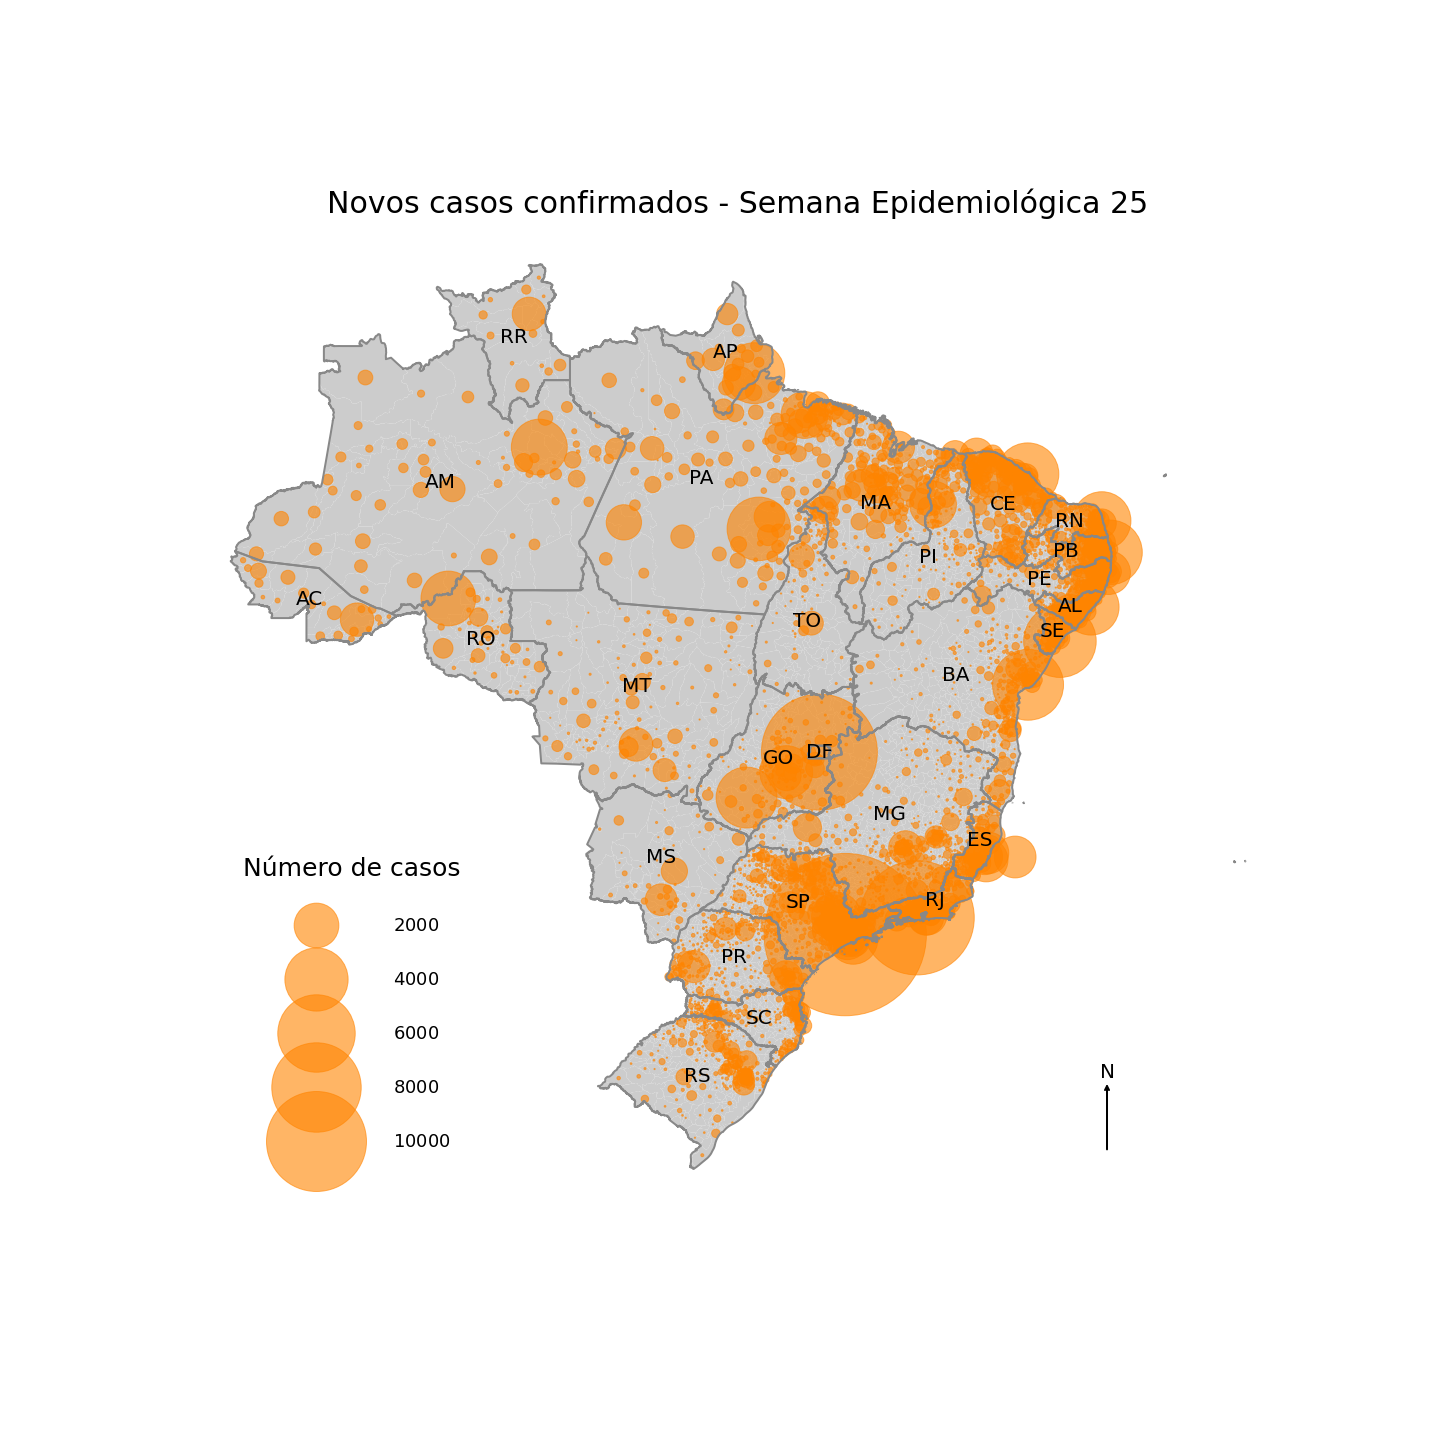 Novos casos confirmados - Semana Epidemiológica 25
RR
AP
AM
PA
MA
CE
RN
PB
PI
PE
AC
AL
TO
SE
RO
BA
MT
GO
DF
MG
ES
MS
SP
RJ
PR
SC
RS
Número de casos
2000
4000
6000
8000
10000
N